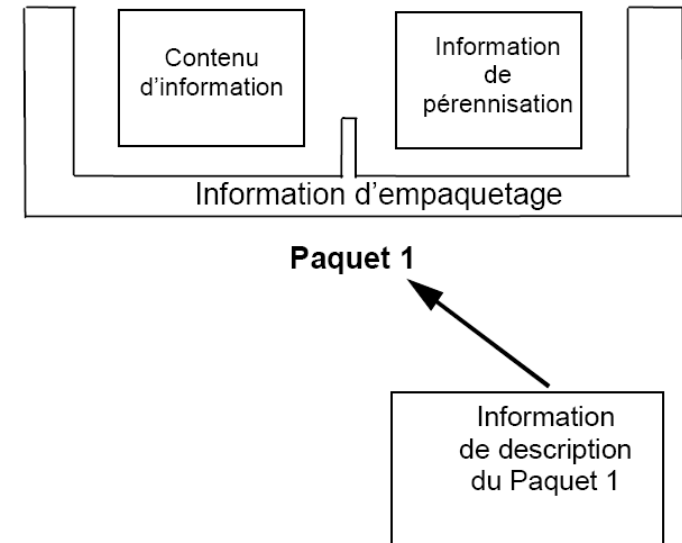 Contenu
d’information
Information
de
pérennisation
Information d’empaquetage
Paquet 1
Information
de description
du Paquet 1